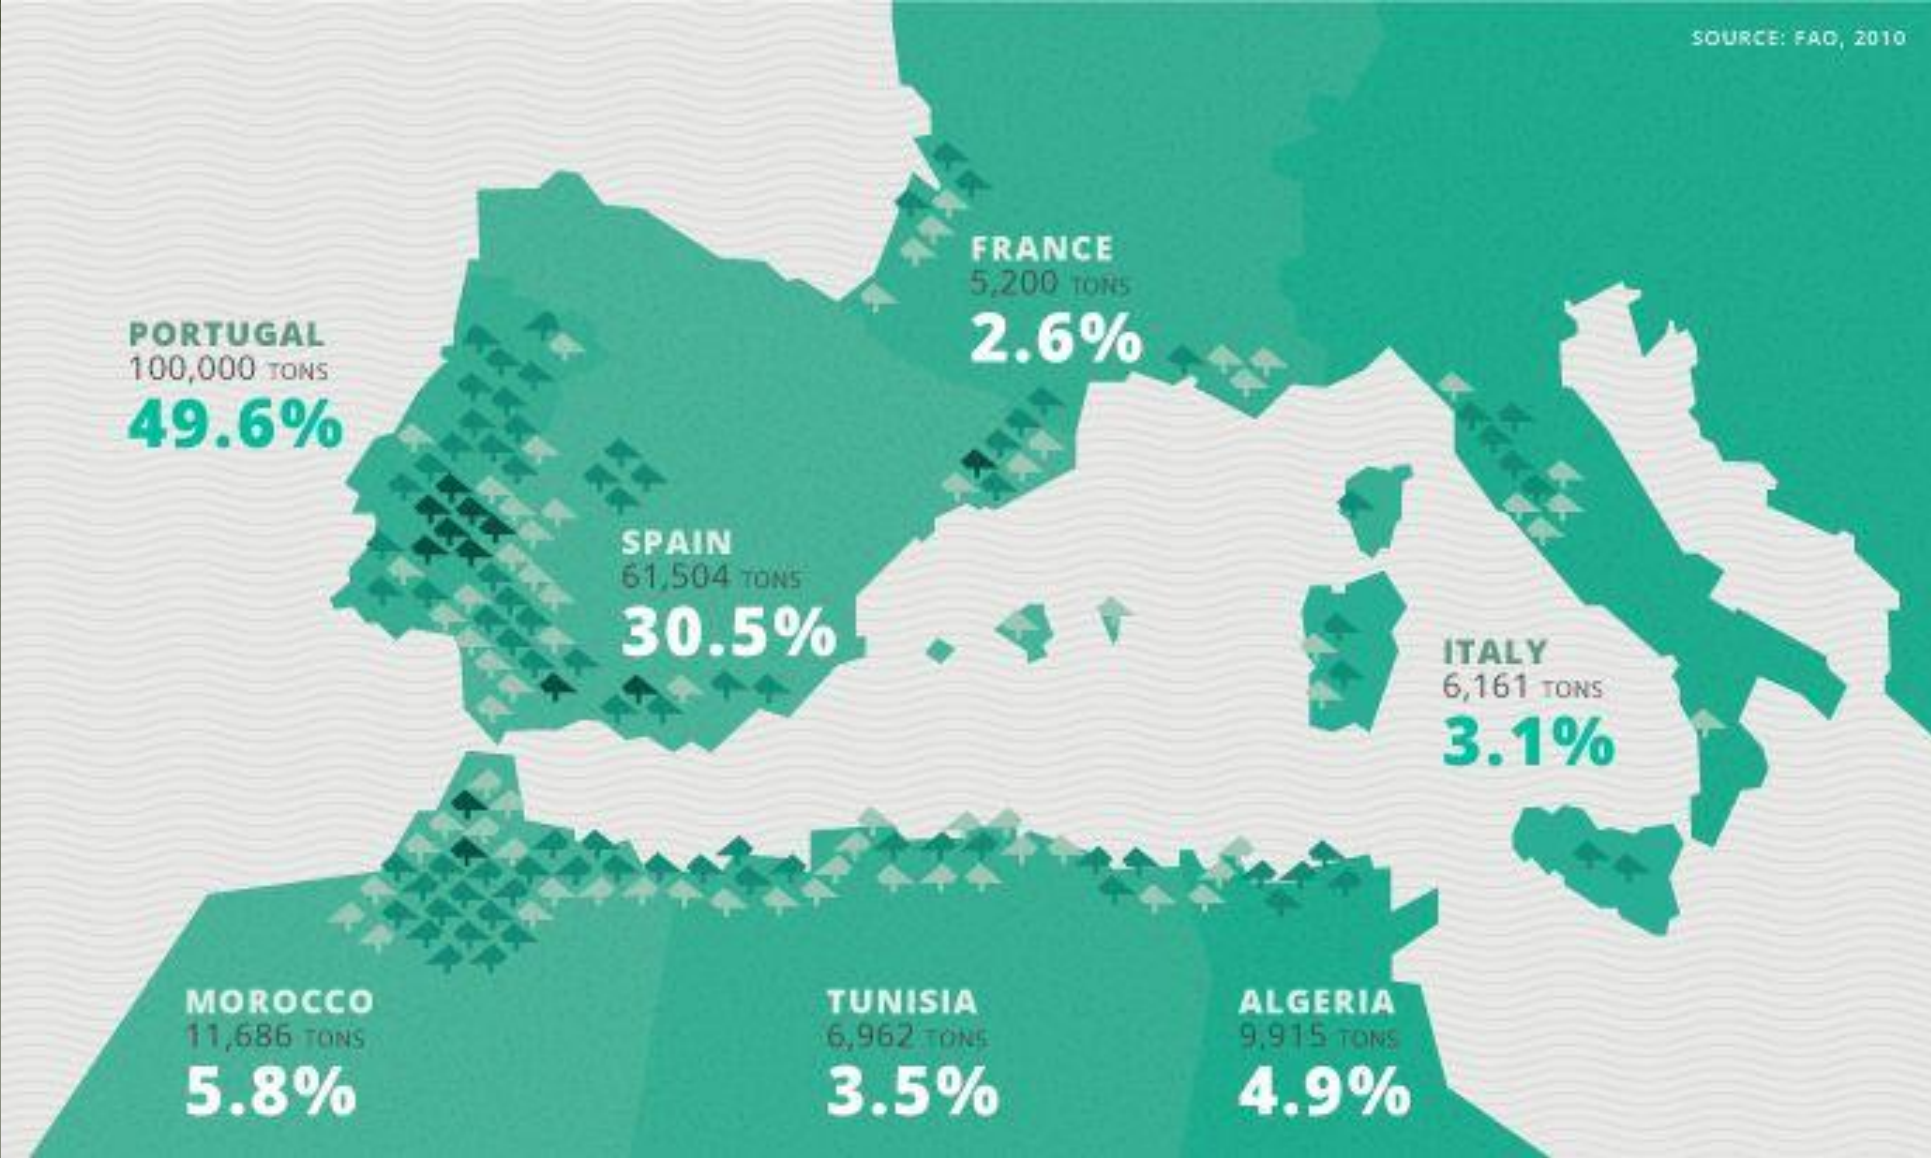 SOURCE: FAO, 2010
FRANCE
5,200 TONS
2.6%
PORTUGAL
100,000 TONS
49.6%
SPAIN
61,504 TONS
30.5%
ITALY
6,161 TONS
3.1%
MOROCCO
11,686 TONS
5.8%
TUNISIA
6,962 TONS
3.5%
ALGERIA
9,915 TONS
4.9%